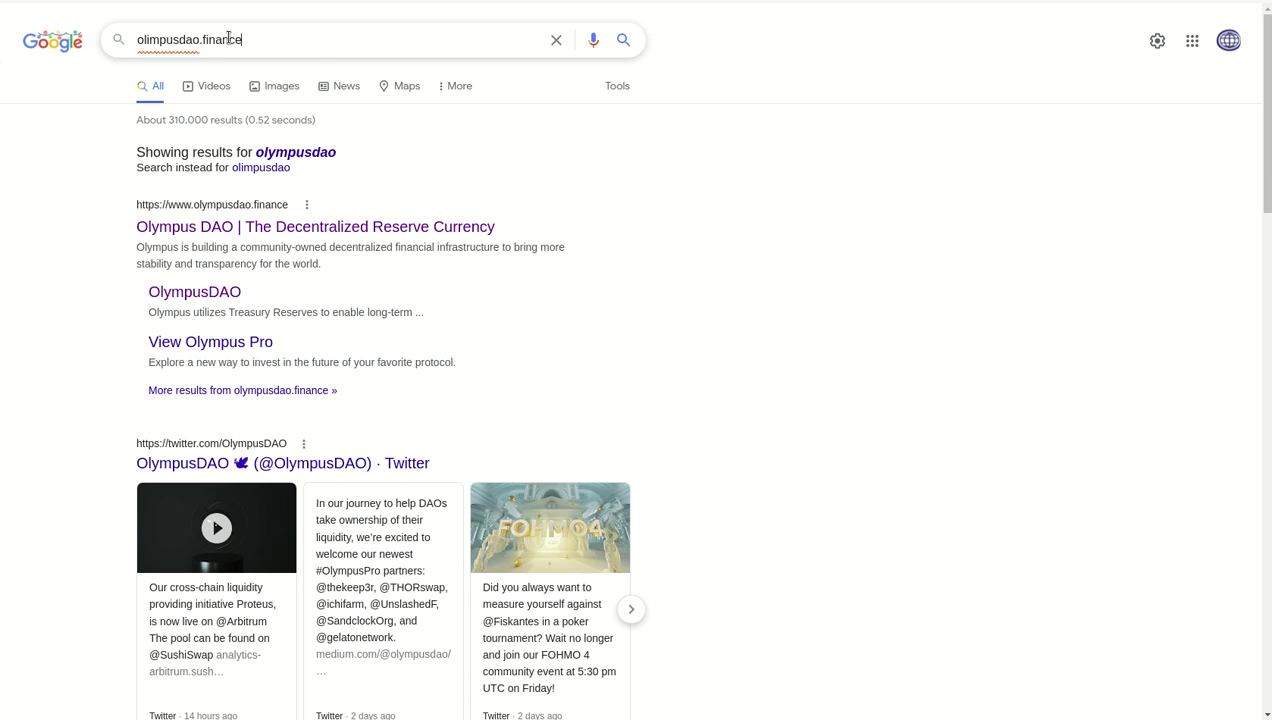 Google
olimpusdao.finance
All
Videos
Images
News
Maps
More
Tools
About 310,000 results (0.52 seconds)
Showing results for olympusdao
Search instead for olimpusdao
https://www.olympusdao.finance
Olympus DAO | The Decentralized Reserve Currency
Olympus is building a community-owned decentralized financial infrastructure to bring more
stability and transparency for the world.
OlympusDAO
Olympus utilizes Treasury Reserves to enable long-term ...
View Olympus Pro
Explore a new way to invest in the future of your favorite protocol.
More results from olympusdao.finance »
https://twitter.com/OlympusDAO
OlympusDAO 🕊 (@OlympusDAO) · Twitter
Our cross-chain liquidity
providing initiative Proteus,
is now live on @Arbitrum
The pool can be found on
@SushiSwap analytics-
arbitrum.sush…
Twitter · 14 hours ago
In our journey to help DAOs
take ownership of their
liquidity, we’re excited to
welcome our newest
#OlympusPro partners:
@thekeep3r, @THORswap,
@ichifarm, @UnslashedF,
@SandclockOrg, and
@gelatonetwork.
medium.com/@olympusdao/
…
Twitter · 2 days ago
FOHMO4
Did you always want to
measure yourself against
@Fiskantes in a poker
tournament? Wait no longer
and join our FOHMO 4
community event at 5:30 pm
UTC on Friday!
Twitter · 2 days ago